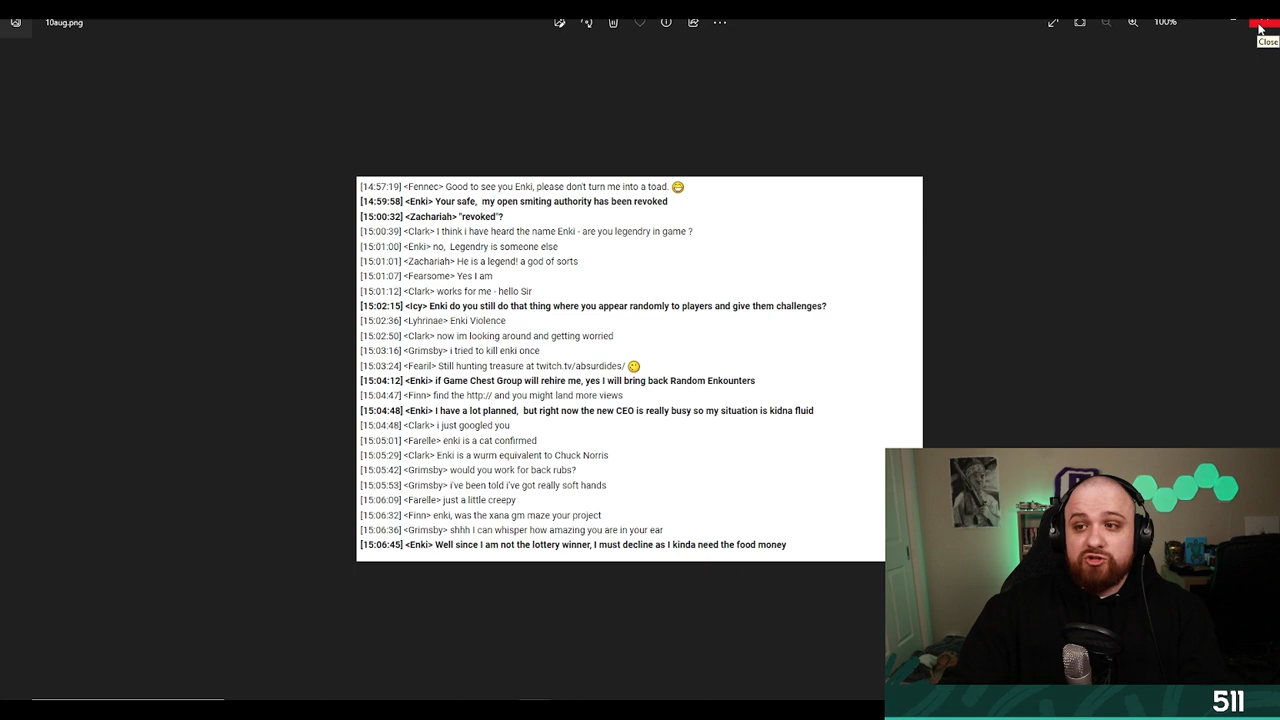 10aug.png
100%
Close
[14:57:19] <Fennec> Good to see you Enki, please don't turn me into a toad.
[14:59:58] <Enki> Your safe,  my open smiting authority has been revoked
[15:00:32] <Zachariah> "revoked"?
[15:00:39] <Clark> I think i have heard the name Enki - are you legendry in game ?
[15:01:00] <Enki> no,  Legendry is someone else
[15:01:01] <Zachariah> He is a legend! a god of sorts
[15:01:07] <Fearsome> Yes I am
[15:01:12] <Clark> works for me - hello Sir
[15:02:15] <Icy> Enki do you still do that thing where you appear randomly to players and give them challenges?
[15:02:36] <Lyhrinae> Enki Violence
[15:02:50] <Clark> now im looking around and getting worried
[15:03:16] <Grimsby> i tried to kill enki once
[15:03:24] <Fearil> Still hunting treasure at twitch.tv/absurdides/
[15:04:12] <Enki> if Game Chest Group will rehire me, yes I will bring back Random Enkounters
[15:04:47] <Finn> find the http:// and you might land more views
[15:04:48] <Enki> I have a lot planned,  but right now the new CEO is really busy so my situation is kidna fluid
[15:04:48] <Clark> i just googled you
[15:05:01] <Farelle> enki is a cat confirmed
[15:05:29] <Clark> Enki is a wurm equivalent to Chuck Norris
[15:05:42] <Grimsby> would you work for back rubs?
[15:05:53] <Grimsby> i've been told i've got really soft hands
[15:06:09] <Farelle> just a little creepy
[15:06:32] <Finn> enki, was the xana gm maze your project
[15:06:36] <Grimsby> shhh I can whisper how amazing you are in your ear
[15:06:45] <Enki> Well since I am not the lottery winner, I must decline as I kinda need the food money
511